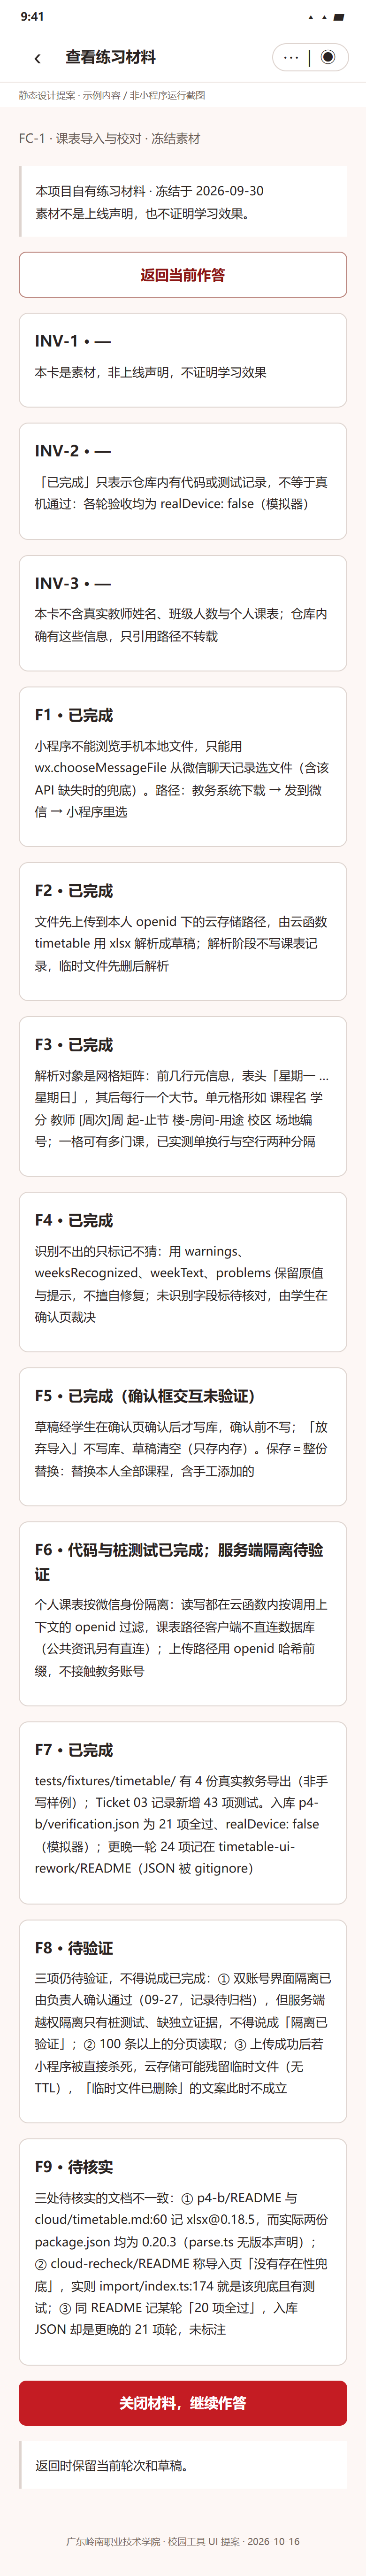 9:41
查看练习材料
静态设计提案 · 示例内容 / 非小程序运行截图
FC-1 · 课表导入与校对 · 冻结素材
本项目自有练习材料 · 冻结于 2026-09-30
素材不是上线声明，也不证明学习效果。
返回当前作答
INV-1 • —
本卡是素材，非上线声明，不证明学习效果
INV-2 • —
「已完成」只表示仓库内有代码或测试记录，不等于真
机通过：各轮验收均为 realDevice: false（模拟器）
INV-3 • —
本卡不含真实教师姓名、班级人数与个人课表；仓库内
确有这些信息，只引用路径不转载
F1 • 已完成
小程序不能浏览手机本地文件，只能用
wx.chooseMessageFile 从微信聊天记录选文件（含该
API 缺失时的兜底）。路径：教务系统下载 → 发到微
信 → 小程序里选
F2 • 已完成
文件先上传到本人 openid 下的云存储路径，由云函数
timetable 用 xlsx 解析成草稿；解析阶段不写课表记
录，临时文件先删后解析
F3 • 已完成
解析对象是网格矩阵：前几行元信息，表头「星期一 …
星期日」，其后每行一个大节。单元格形如 课程名 学
分 教师 [周次]周 起-止节 楼-房间-用途 校区 场地编
号；一格可有多门课，已实测单换行与空行两种分隔
F4 • 已完成
识别不出的只标记不猜：用 warnings、
weeksRecognized、weekText、problems 保留原值
与提示，不擅自修复；未识别字段标待核对，由学生在
确认页裁决
F5 • 已完成（确认框交互未验证）
草稿经学生在确认页确认后才写库，确认前不写；「放
弃导入」不写库、草稿清空（只存内存）。保存 = 整份
替换：替换本人全部课程，含手工添加的
F6 • 代码与桩测试已完成；服务端隔离待验
证
个人课表按微信身份隔离：读写都在云函数内按调用上
下文的 openid 过滤，课表路径客户端不直连数据库
（公共资讯另有直连）；上传路径用 openid 哈希前
缀，不接触教务账号
F7 • 已完成
tests/fixtures/timetable/ 有 4 份真实教务导出（非手
写样例）；Ticket 03 记录新增 43 项测试。入库 p4-
b/verification.json 为 21 项全过、realDevice: false
（模拟器）；更晚一轮 24 项记在 timetable-ui-
rework/README（JSON 被 gitignore）
F8 • 待验证
三项仍待验证，不得说成已完成：① 双账号界面隔离已
由负责人确认通过（09-27，记录待归档），但服务端
越权隔离只有桩测试、缺独立证据，不得说成「隔离已
验证」；② 100 条以上的分页读取；③ 上传成功后若
小程序被直接杀死，云存储可能残留临时文件（无
TTL），「临时文件已删除」的文案此时不成立
F9 • 待核实
三处待核实的文档不一致：① p4-b/README 与
cloud/timetable.md:60 记 xlsx@0.18.5，而实际两份
package.json 均为 0.20.3（parse.ts 无版本声明）；
② cloud-recheck/README 称导入页「没有存在性兜
底」，实则 import/index.ts:174 就是该兜底且有测
试；③ 同 README 记某轮「20 项全过」，入库
JSON 却是更晚的 21 项轮，未标注
关闭材料，继续作答
返回时保留当前轮次和草稿。
广东岭南职业技术学院 · 校园工具 UI 提案 · 2026-10-16